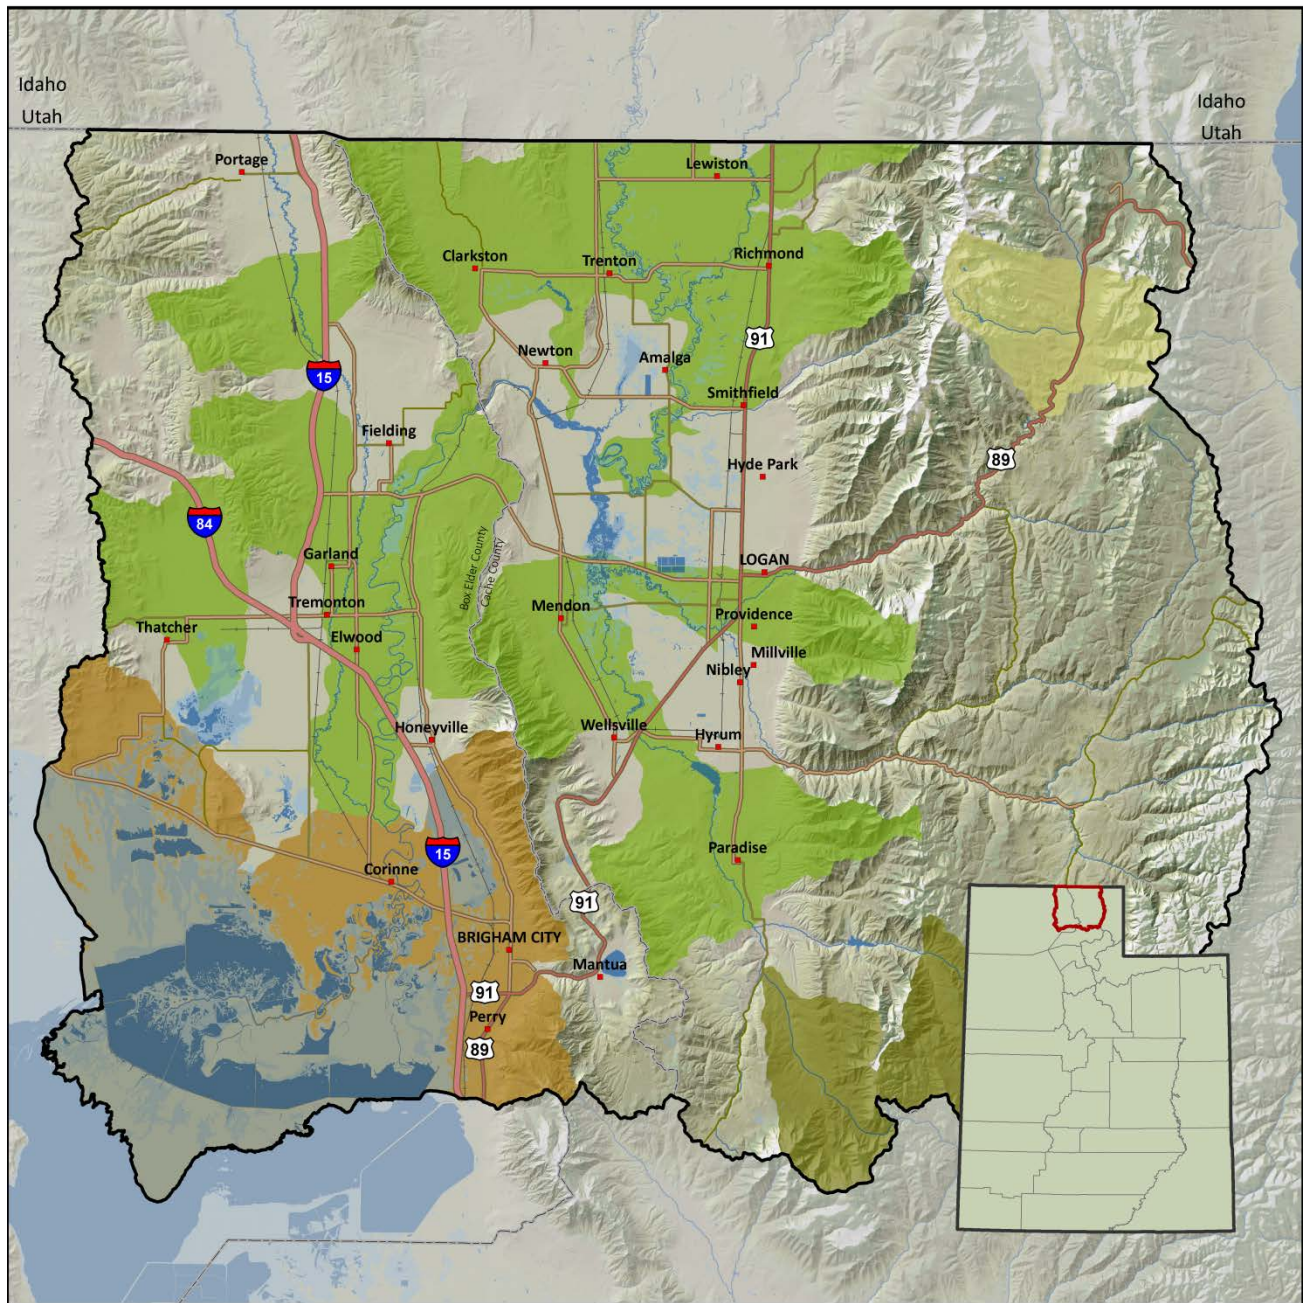 Idaho
Utah
Idaho
Utah
Portage
Lewiston
Clarkston
Trenton
Richmond
91
Newton
Amalga
15
Smithfield
Fielding
Hyde Park
89
84
Box Elder County
Cache County
Garland
LOGAN
Tremonton
Mendon
Providence
Thatcher
Elwood
Millville
Nibley
Honeyville
Wellsville
Hyrum
15
Paradise
Corinne
91
BRIGHAM CITY
Mantua
91
Perry
89